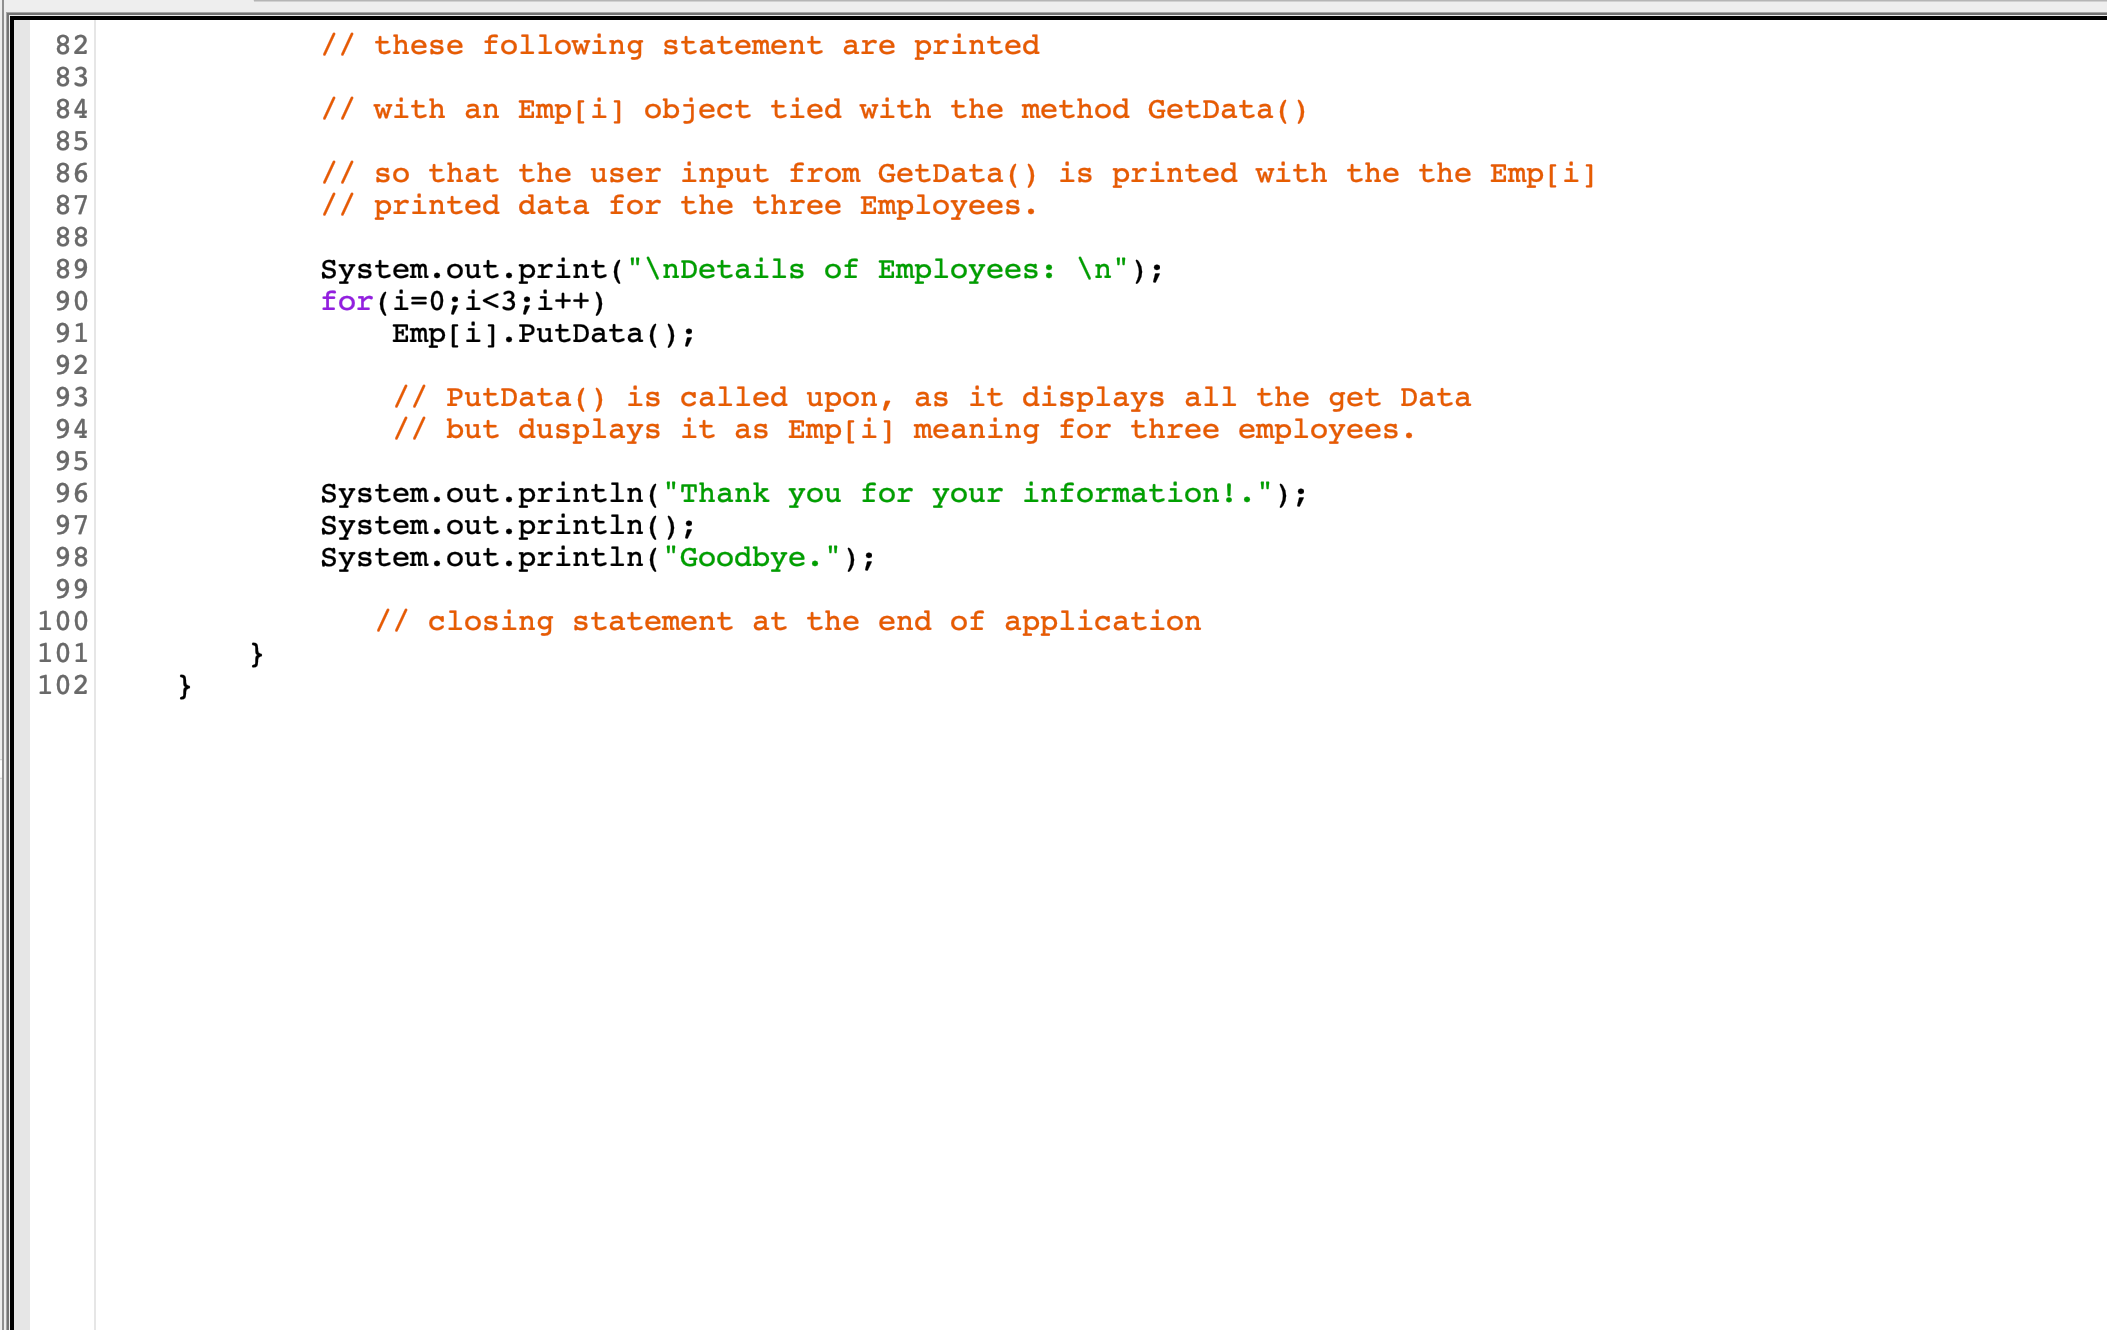 82 // these following statement are printed
83
84 // with an Emp[i] object tied with the method GetData()
85
86 // so that the user input from GetData() is printed with the the Emp[i]
87 // printed data for the three Employees.
88
89 System.out.print("\nDetails of Employees: \n");
90 for(i=0;i<3;i++)
91 Emp[i].PutData();
92
93 // PutData() is called upon, as it displays all the get Data
94 // but dusplays it as Emp[i] meaning for three employees.
95
96 System.out.println("Thank you for your information!.");
97 System.out.println();
98 System.out.println("Goodbye.");
99
100 // closing statement at the end of application
101 }
102 }